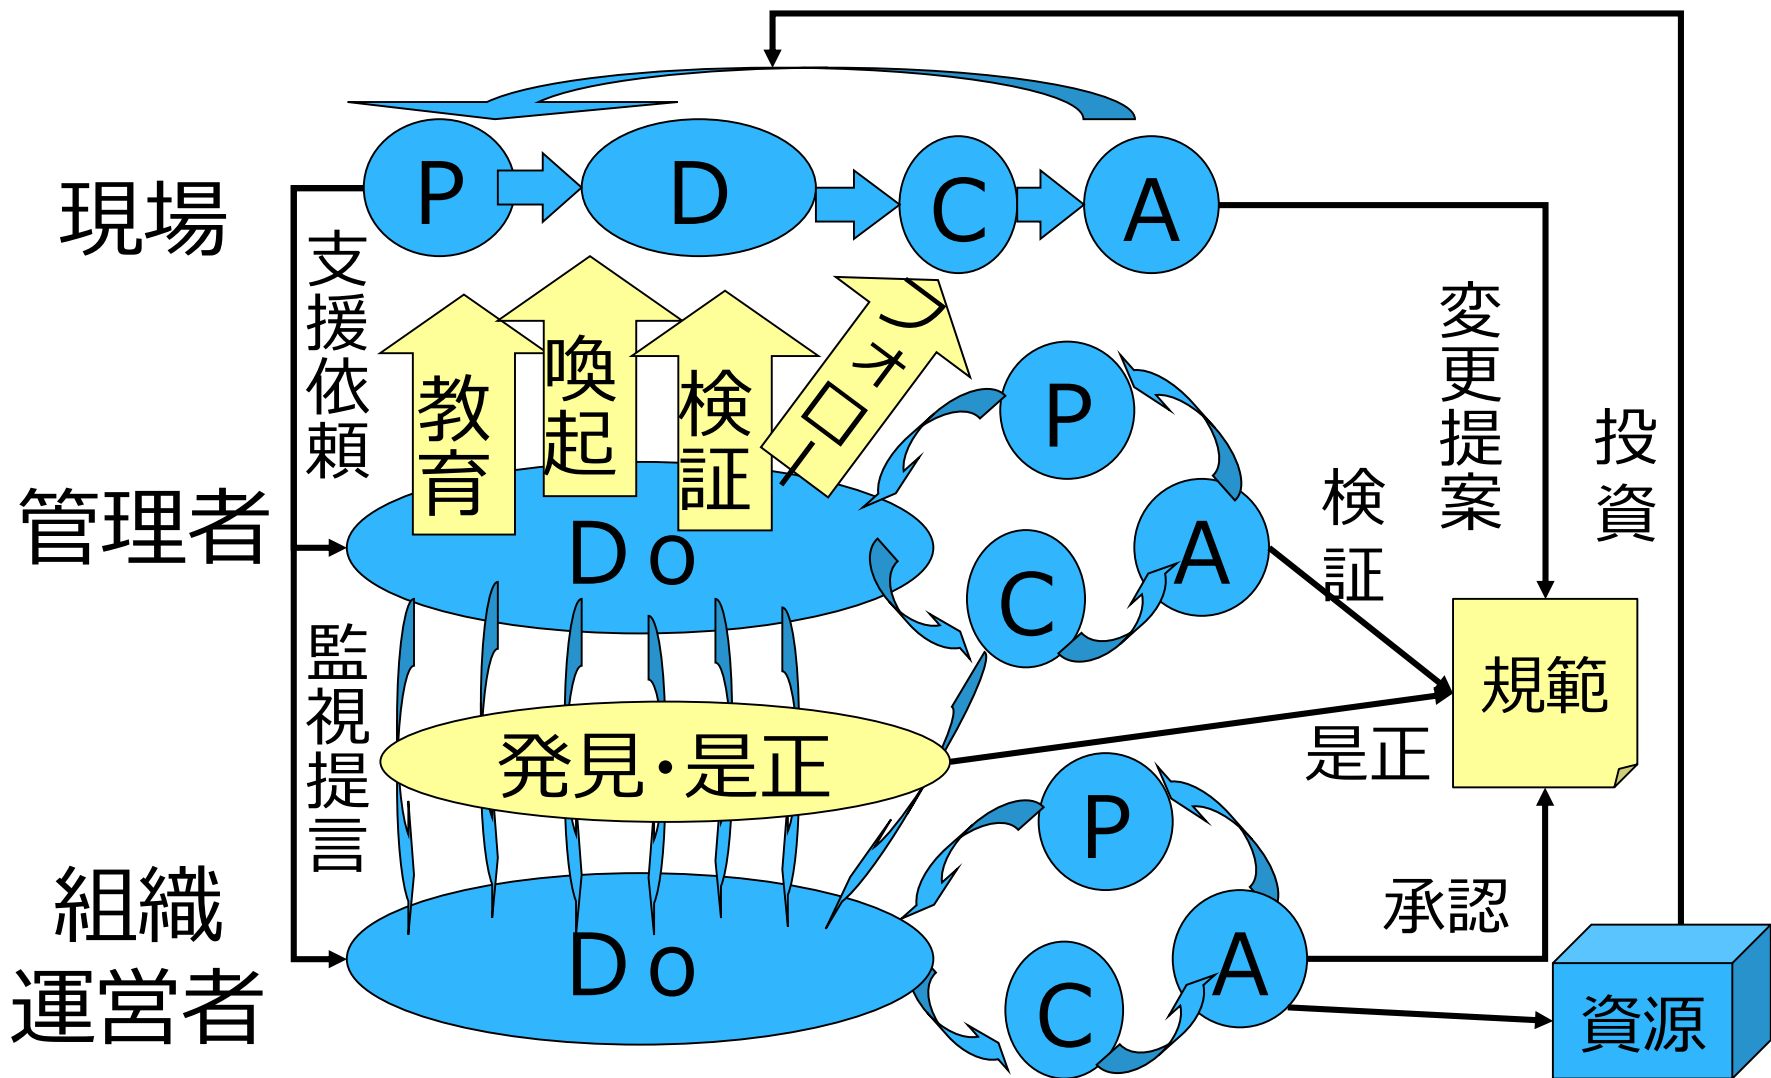 P
D
C
A
現場
支援依頼
教育
喚起
検証
フォロー
P
A
C
変更提案
投資
検証
管理者
Do
規範
監視提言
発見・是正
是正
P
A
C
承認
組織
運営者
Do
資源